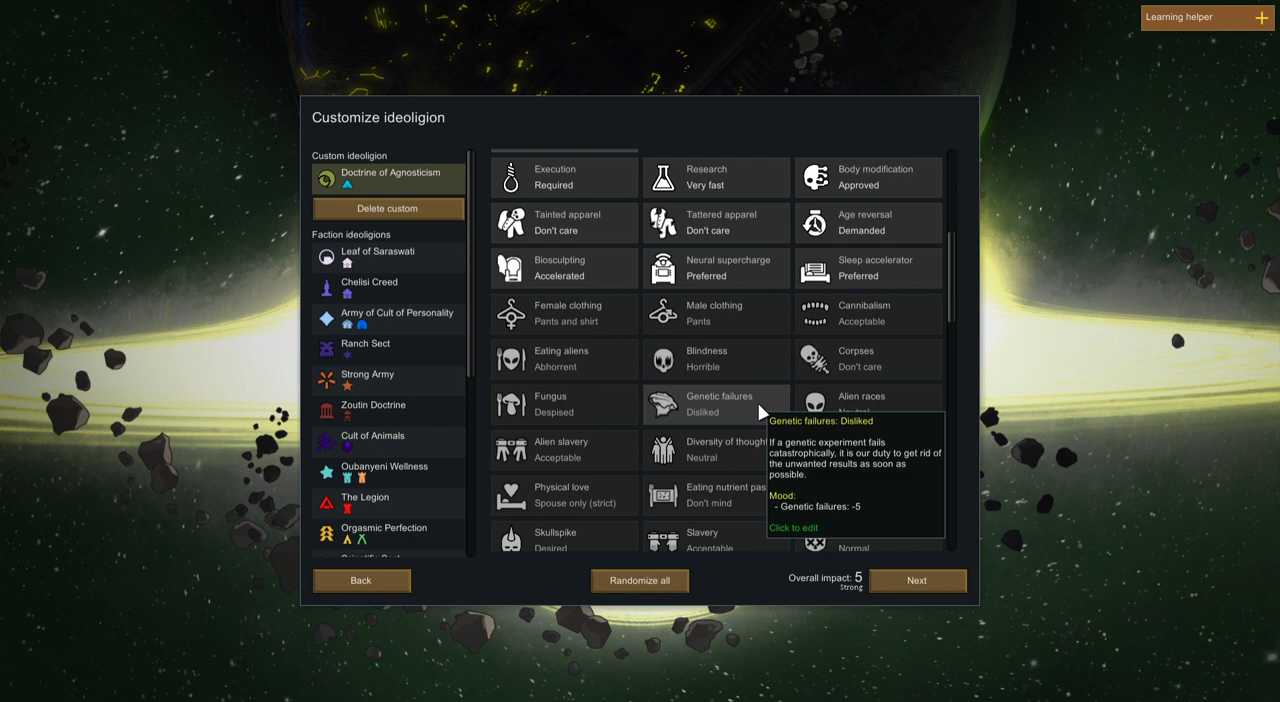 Learning helper
Customize ideoligion
Custom ideoligion
Doctrine of Agnosticism
Delete custom
Faction ideoligions
Leaf of Saraswati
Chelisi Creed
Army of Cult of Personality
Ranch Sect
Strong Army
Zoutin Doctrine
Cult of Animals
Oubanyeni Wellness
The Legion
Orgasmic Perfection
Execution
Required
Research
Very fast
Body modification
Approved
Tainted apparel
Don't care
Tattered apparel
Don't care
Age reversal
Demanded
Biosculpting
Accelerated
Neural supercharge
Preferred
Sleep accelerator
Preferred
Female clothing
Pants and shirt
Male clothing
Pants
Cannibalism
Acceptable
Eating aliens
Abhorrent
Blindness
Horrible
Corpses
Don't care
Fungus
Despised
Genetic failures
Disliked
Alien races
Alien slavery
Acceptable
Diversity of thought
Neutral
Physical love
Spouse only (strict)
Eating nutrient pas
Don't mind
Skullspike
Desired
Slavery
Acceptable
Normal
Genetic failures: Disliked
If a genetic experiment fails
catastrophically, it is our duty to get rid of
the unwanted results as soon as
possible.
Mood:
- Genetic failures: -5
Click to edit
Back
Randomize all
Overall impact: 5
Strong
Next